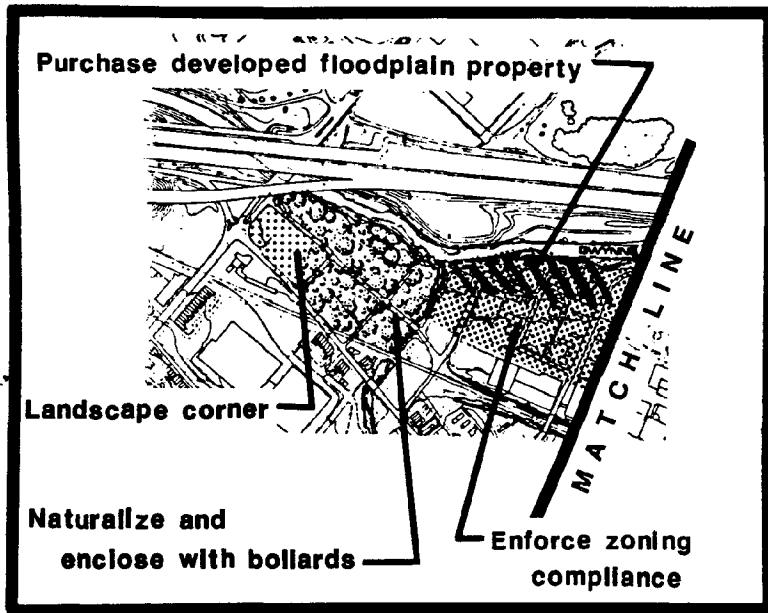 Purchase developed floodplain property
MATCH LINE
Landscape corner
Naturalize and
enclose with bollards
Enforce zoning
compliance